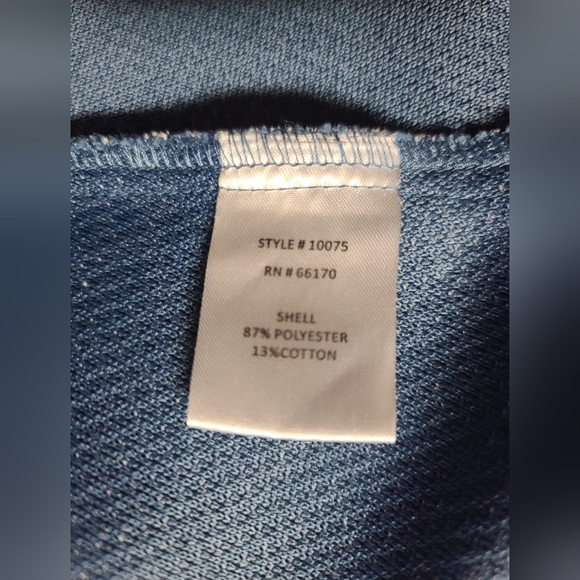 STYLE # 10075
RN # 66170
SHELL
87% POLYESTER
13%COTTON